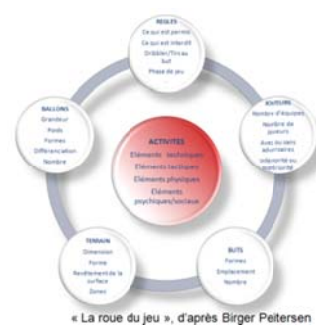 REGLES
Ce qui est permis
Ce qui est interdit
Dribbler/Tirs au
but
Phase de jeu
BALLONS
Grandeur
Poids
Formes
Différenciation
Nombre
JOUEURS
Nombre d'équipes
Nombre de
joueurs
Avec ou sans
adversaires
Infériorité ou
ACTIVITES
Eléments techniques
Eléments tactiques
Eléments physiques
Eléments
psychiques/sociaux
TERRAIN
Dimension
Forme
Revêtement de la
surface
Zones
BUTS
Formes
Emplacement
Nombre
« La roue du jeu », d'après Birger Peitersen